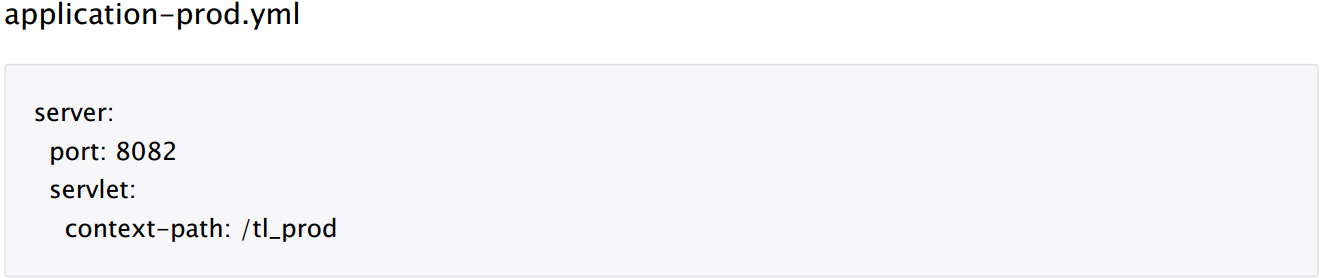 application-prod.yml
server:
  port: 8082
  servlet:
    context-path: /tl_prod